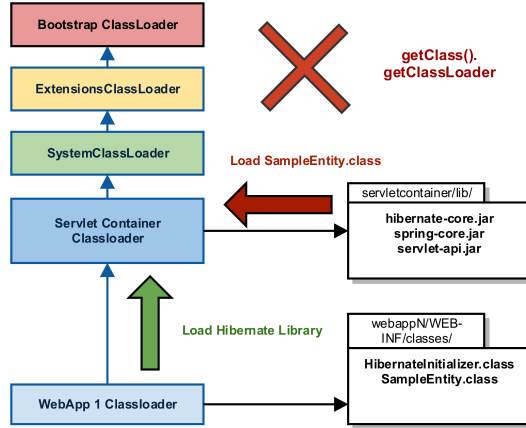 Bootstrap ClassLoader
getClass().
getClassLoader
ExtensionsClassLoader
SystemClassLoader
Load SampleEntity.class
servletcontainer/lib/
Servlet Container
Classloader
hibernate-core.jar
spring-core.jar
servlet-api.jar
Load Hibernate Library
webappN/WEB-
INF/classes/
HibernateInitializer.class
SampleEntity.class
WebApp 1 Classloader